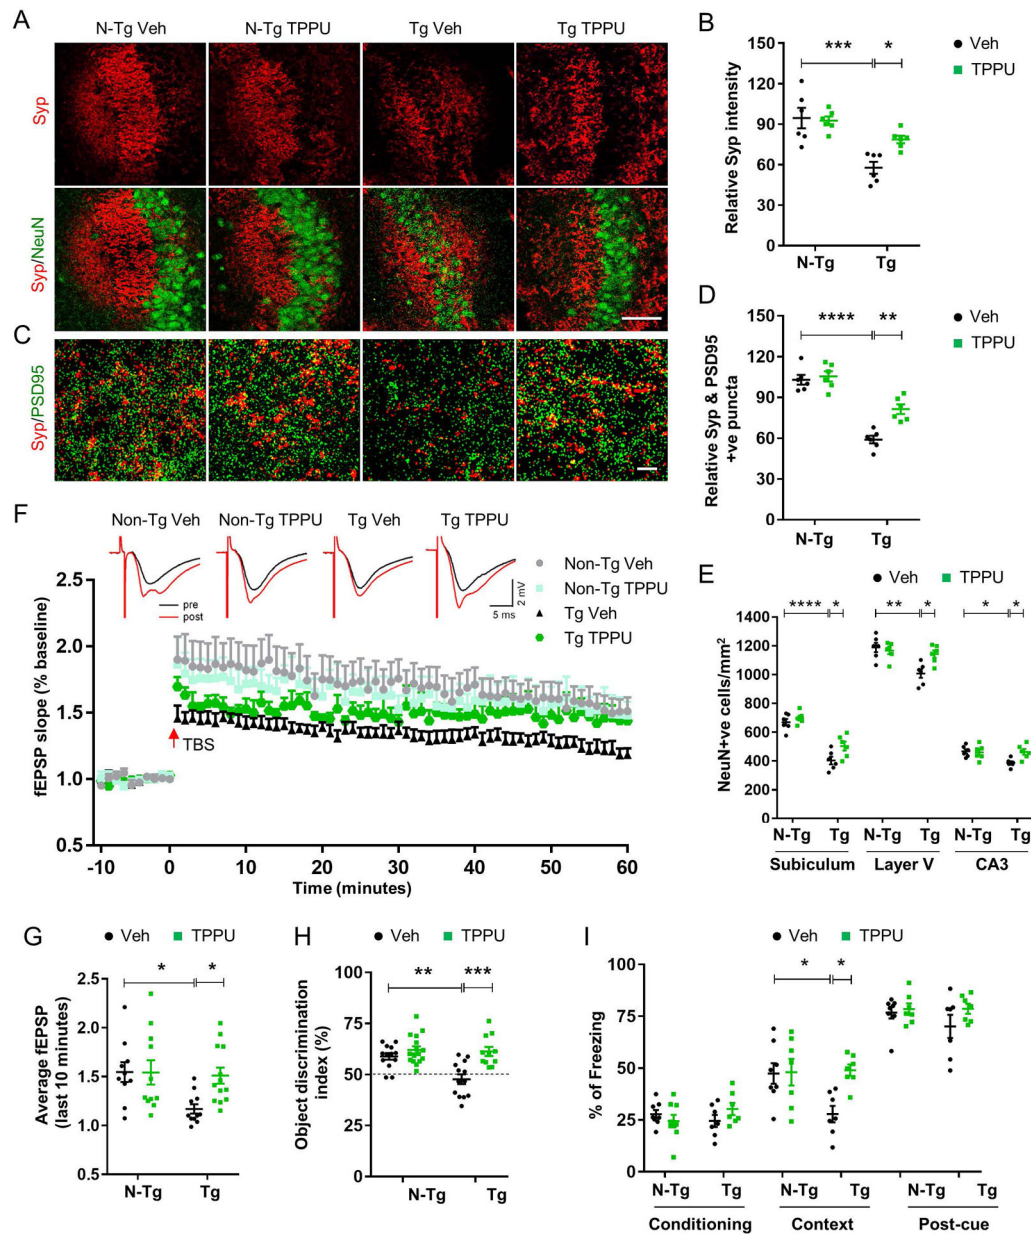 A
N-Tg Veh
N-Tg TPPU
Tg Veh
Tg TPPU
Syp
Syp/NeuN
B
Veh
TPPU
150
120
90
60
30
0
Relative Syp intensity
***
*
N-Tg
Tg
C
Syp/PSD95
D
Veh
TPPU
150
120
90
60
30
0
Relative Syp & PSD95
+ve puncta
****
**
N-Tg
Tg
E
Veh
TPPU
1400
1200
1000
800
600
400
200
0
NeuN+ve cells/mm2
****
*
**
*
*
*
N-Tg
Tg
N-Tg
Tg
N-Tg
Tg
Subiculum
Layer V
CA3
F
Non-Tg Veh
Non-Tg TPPU
Tg Veh
Tg TPPU
pre
post
5 ms
2 mV
Non-Tg Veh
Non-Tg TPPU
Tg Veh
Tg TPPU
2.5
2.0
1.5
1.0
0.5
fEPSP slope (% baseline)
TBS
-10
0
10
20
30
40
50
60
Time (minutes)
G
Veh
TPPU
2.5
2.0
1.5
1.0
0.5
Average fEPSP
(last 10 minutes)
*
*
N-Tg
Tg
H
Veh
TPPU
100
75
50
25
0
Object discrimination
index (%)
**
***
N-Tg
Tg
I
Veh
TPPU
100
75
50
25
0
% of Freezing
*
*
N-Tg
Tg
N-Tg
Tg
N-Tg
Tg
Conditioning
Context
Post-cue